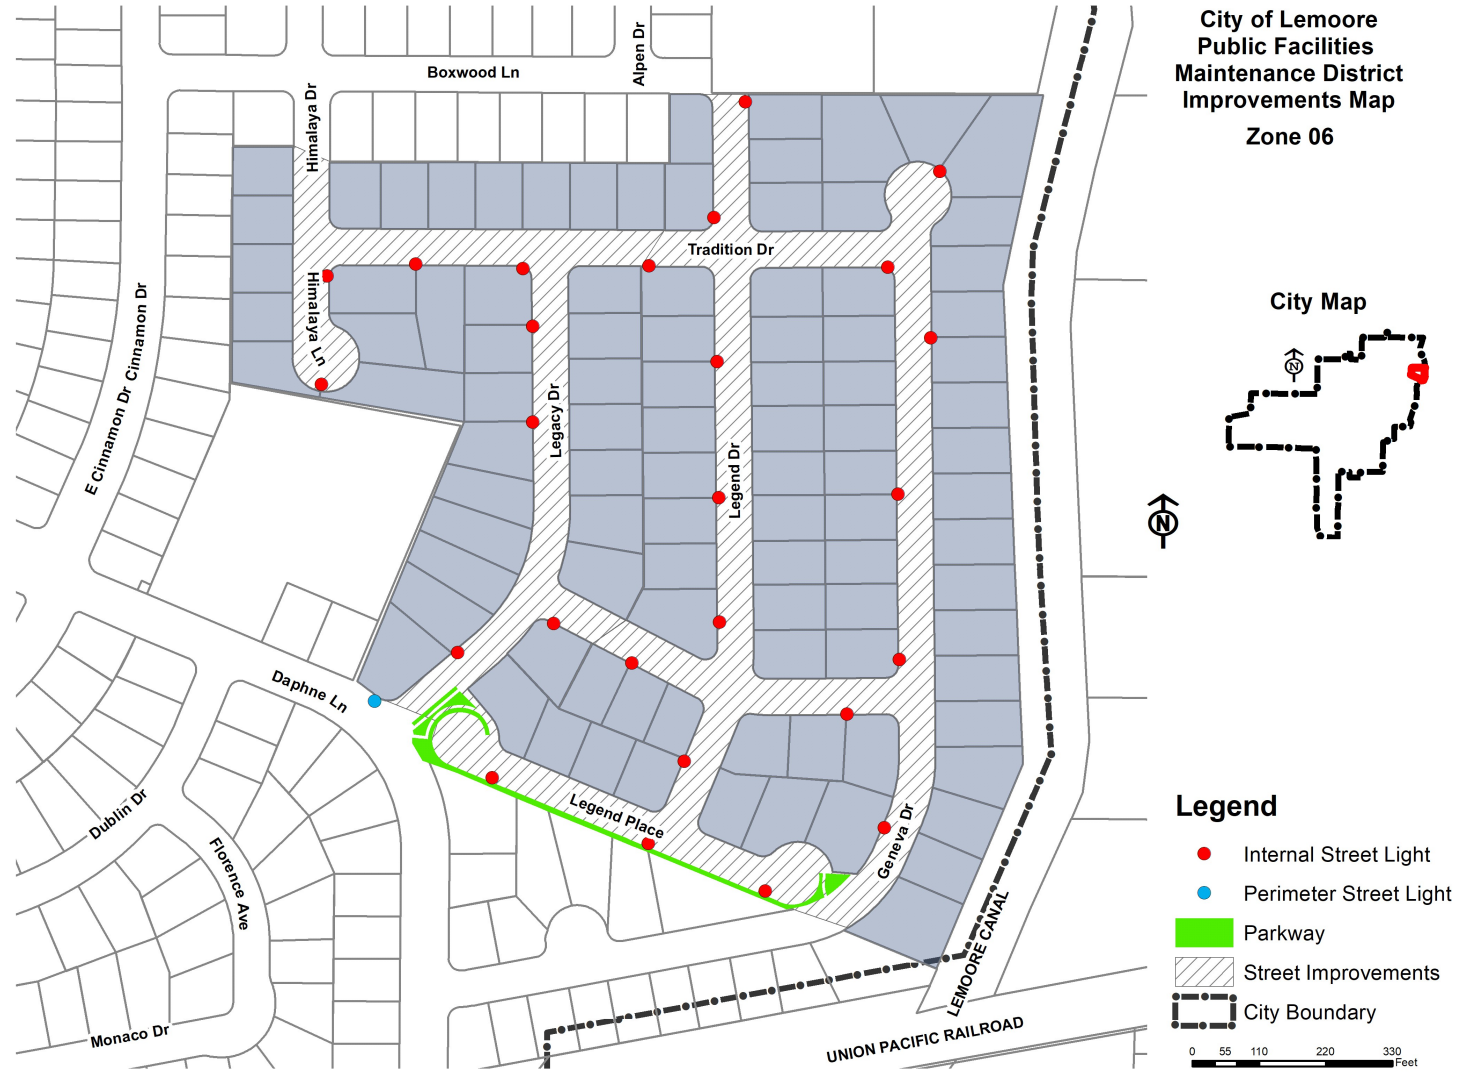 City of Lemoore
Public Facilities
Maintenance District
Improvements Map
Zone 06
Alpen Dr
Boxwood Ln
Himalaya Dr
Tradition Dr
Himalaya Ln
E Cinnamon Dr
Cinnamon Dr
Legacy Dr
Legend Dr
City Map
N
N
Daphne Ln
Dublin Dr
Legend Place
Geneva Dr
Florence Ave
Monaco Dr
LEMOORE CANAL
UNION PACIFIC RAILROAD
Legend
Internal Street Light
Perimeter Street Light
Parkway
Street Improvements
City Boundary
0 55 110 220 330
Feet